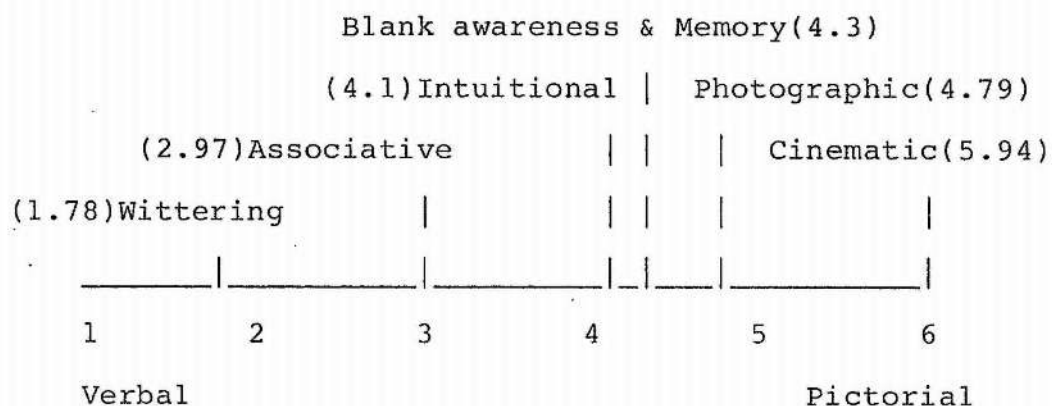 Blank awareness & Memory(4.3)
(4.1)Intuitional | Photographic(4.79)
(2.97)Associative | | | Cinematic(5.94)
(1.78)Wittering | | | | |
1 2 3 4 5 6
Verbal Pictorial